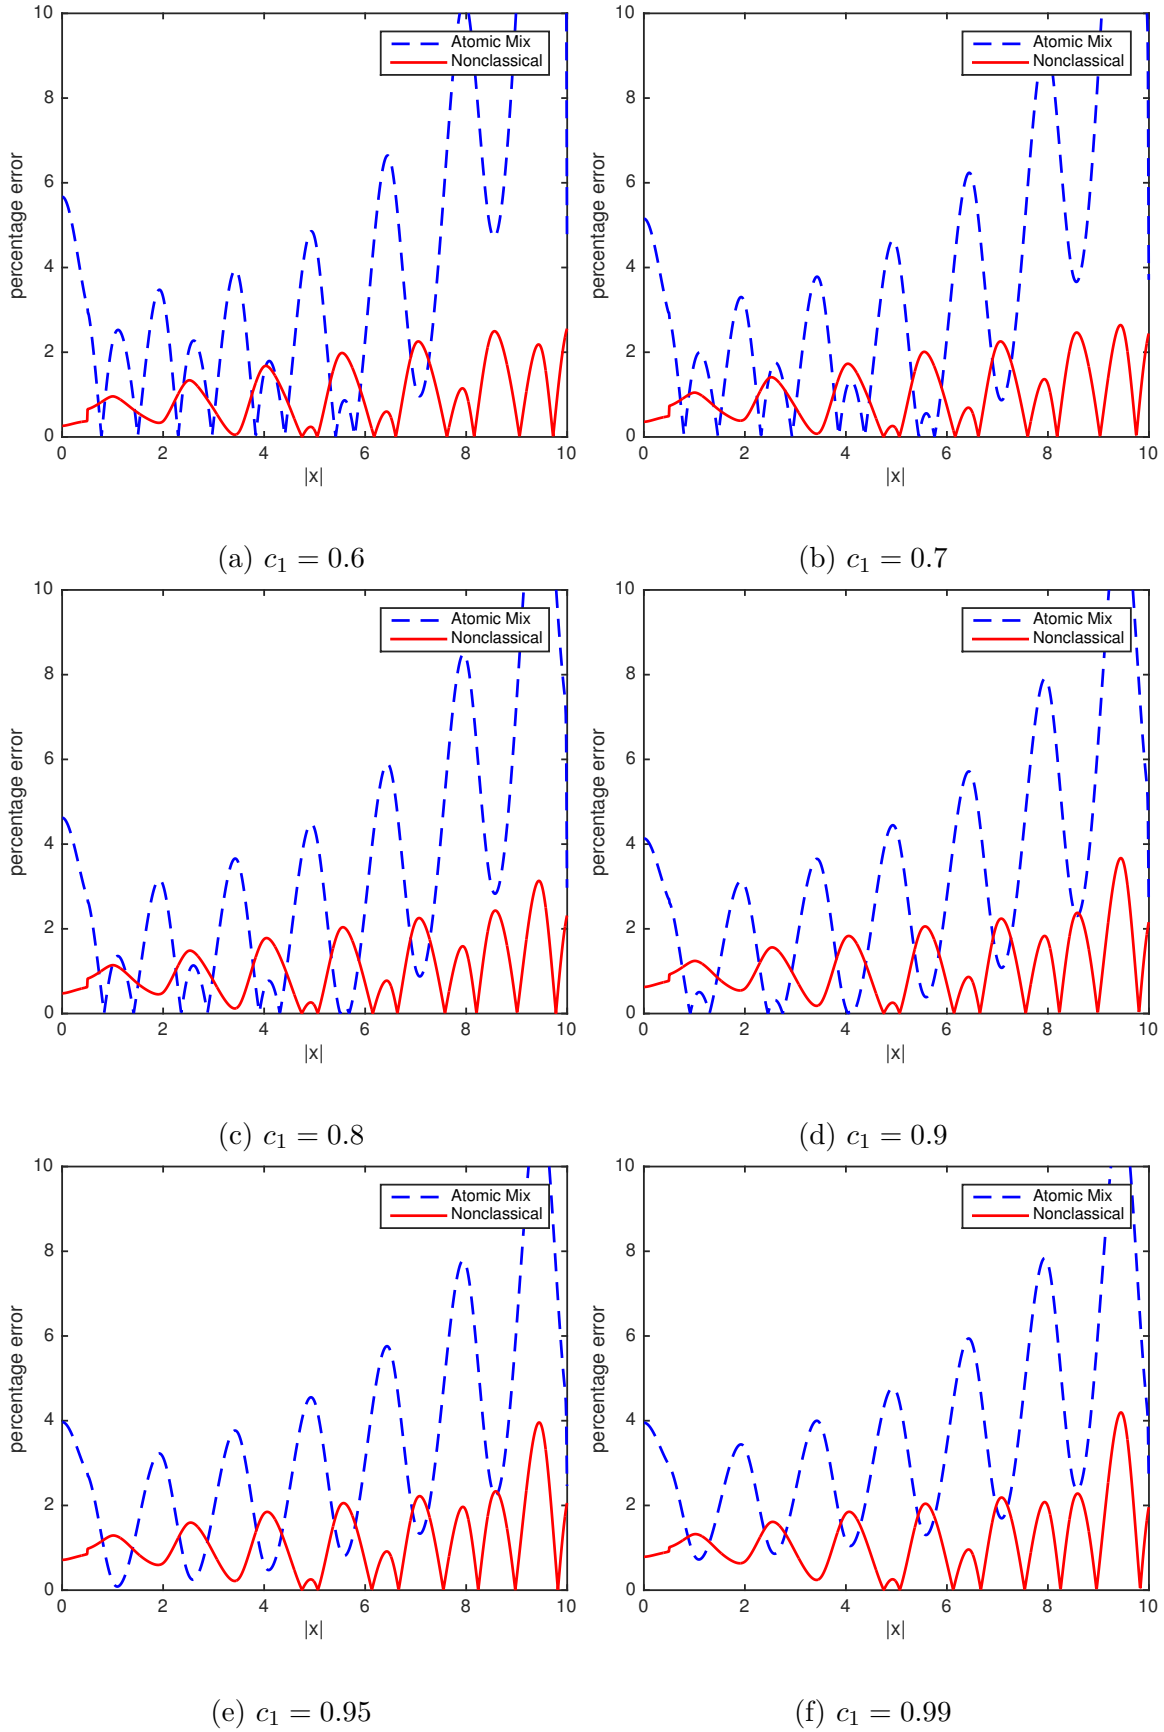 10
8
6
4
2
0
0 2 4 6 8 10
percentage error
|x|
Atomic Mix
Nonclassical
(a) c₁ = 0.6
10
8
6
4
2
0
0 2 4 6 8 10
percentage error
|x|
Atomic Mix
Nonclassical
(b) c₁ = 0.7
10
8
6
4
2
0
0 2 4 6 8 10
percentage error
|x|
Atomic Mix
Nonclassical
(c) c₁ = 0.8
10
8
6
4
2
0
0 2 4 6 8 10
percentage error
|x|
Atomic Mix
Nonclassical
(d) c₁ = 0.9
10
8
6
4
2
0
0 2 4 6 8 10
percentage error
|x|
Atomic Mix
Nonclassical
(e) c₁ = 0.95
10
8
6
4
2
0
0 2 4 6 8 10
percentage error
|x|
Atomic Mix
Nonclassical
(f) c₁ = 0.99